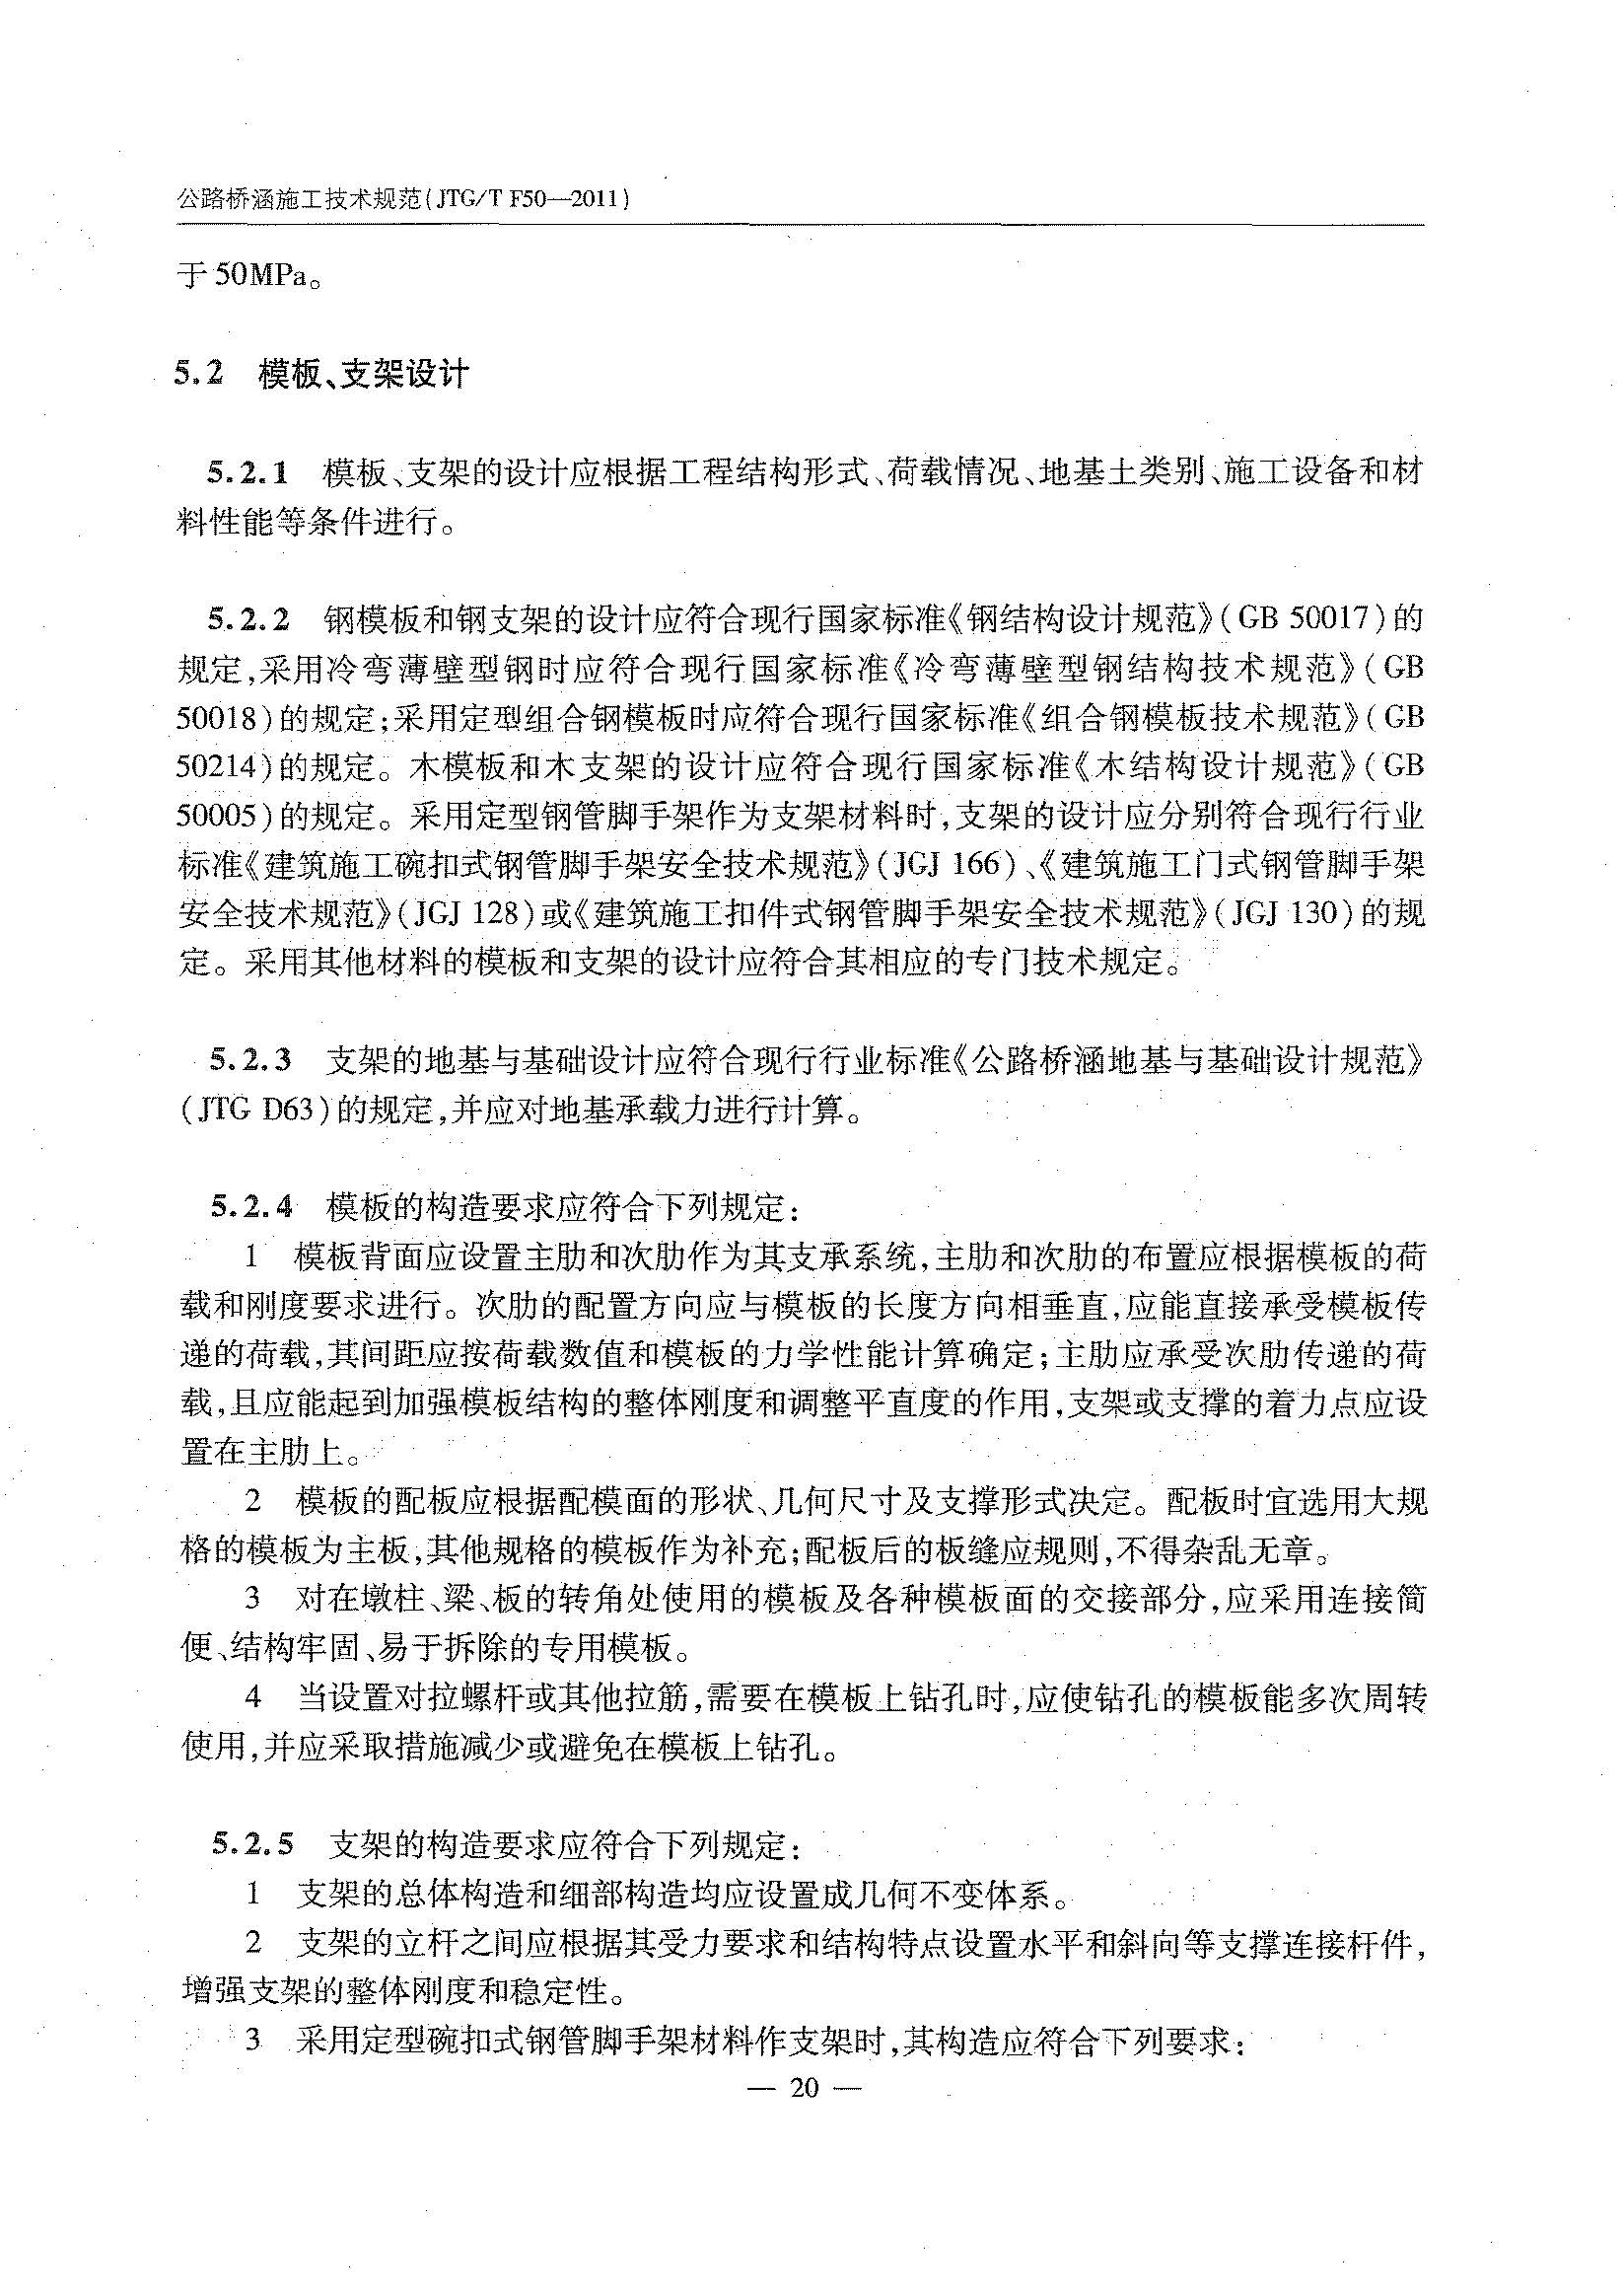 公路桥涵施工技术规范(JTG/T F50—2011)
于50MPa。
5.2 模板、支架设计
5.2.1 模板、支架的设计应根据工程结构形式、荷载情况、地基土类别、施工设备和材
料性能等条件进行。
5.2.2 钢模板和钢支架的设计应符合现行国家标准《钢结构设计规范》(GB 50017)的
规定,采用冷弯薄壁型钢时应符合现行国家标准《冷弯薄壁型钢结构技术规范》(GB
50018)的规定;采用定型组合钢模板时应符合现行国家标准《组合钢模板技术规范》(GB
50214)的规定。木模板和木支架的设计应符合现行国家标准《木结构设计规范》(GB
50005)的规定。采用定型钢管脚手架作为支架材料时,支架的设计应分别符合现行行业
标准《建筑施工碗扣式钢管脚手架安全技术规范》(JGJ 166)、《建筑施工门式钢管脚手架
安全技术规范》(JGJ 128)或《建筑施工扣件式钢管脚手架安全技术规范》(JGJ 130)的规
定。采用其他材料的模板和支架的设计应符合其相应的专门技术规定。
5.2.3 支架的地基与基础设计应符合现行行业标准《公路桥涵地基与基础设计规范》
(JTG D63)的规定,并应对地基承载力进行计算。
5.2.4 模板的构造要求应符合下列规定:
1 模板背面应设置主肋和次肋作为其支承系统,主肋和次肋的布置应根据模板的荷
载和刚度要求进行。次肋的配置方向应与模板的长度方向相垂直,应能直接承受模板传
递的荷载,其间距应按荷载数值和模板的力学性能计算确定;主肋应承受次肋传递的荷
载,且应能起到加强模板结构的整体刚度和调整平直度的作用,支架或支撑的着力点应设
置在主肋上。
2 模板的配板应根据配模面的形状、几何尺寸及支撑形式决定。配板时宜选用大规
格的模板为主板,其他规格的模板作为补充;配板后的板缝应规则,不得杂乱无章。
3 对在墩柱、梁、板的转角处使用的模板及各种模板面的交接部分,应采用连接简
便、结构牢固、易于拆除的专用模板。
4 当设置对拉螺杆或其他拉筋,需要在模板上钻孔时,应使钻孔的模板能多次周转
使用,并应采取措施减少或避免在模板上钻孔。
5.2.5 支架的构造要求应符合下列规定:
1 支架的总体构造和细部构造均应设置成几何不变体系。
2 支架的立杆之间应根据其受力要求和结构特点设置水平和斜向等支撑连接杆件,
增强支架的整体刚度和稳定性。
3 采用定型碗扣式钢管脚手架材料作支架时,其构造应符合下列要求:
— 20 —